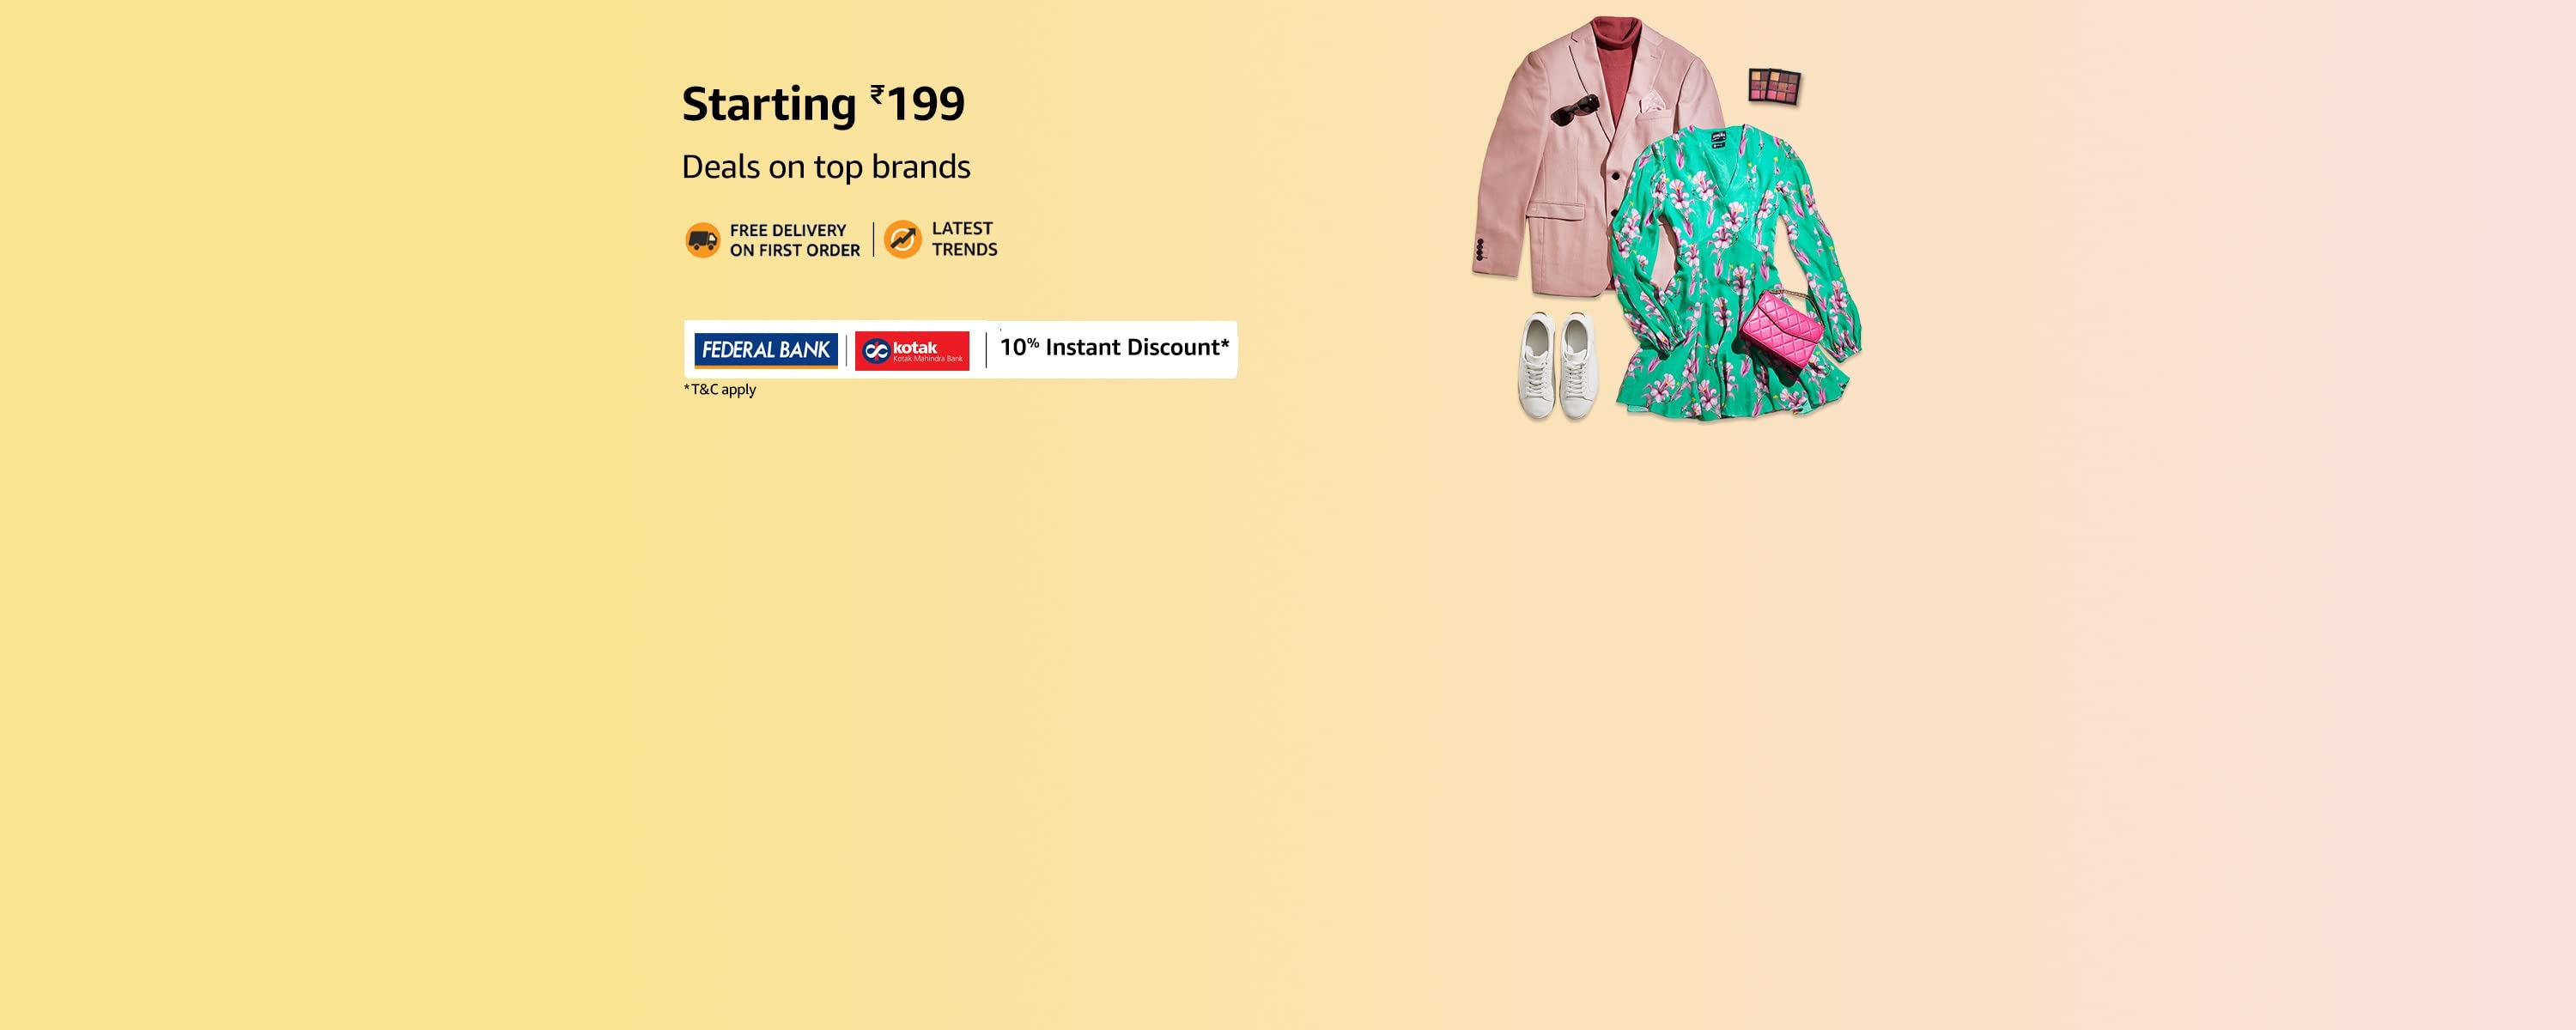 Starting ₹199
Deals on top brands
FREE DELIVERY
ON FIRST ORDER
LATEST
TRENDS
FEDERAL BANK
kotak
Kotak Mahindra Bank
10% Instant Discount*
*T&C apply